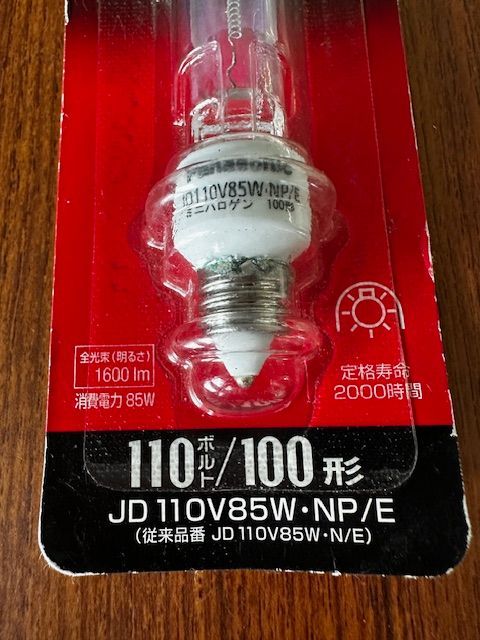 Panasonic
JD110V85W・NP/E
ミニハロゲン 100形
全光束(明るさ)
1600 lm
消費電力 85W
定格寿命
2000時間
110ボルト/100形
JD 110V85W・NP/E
(従来品番 JD 110V85W・N/E)